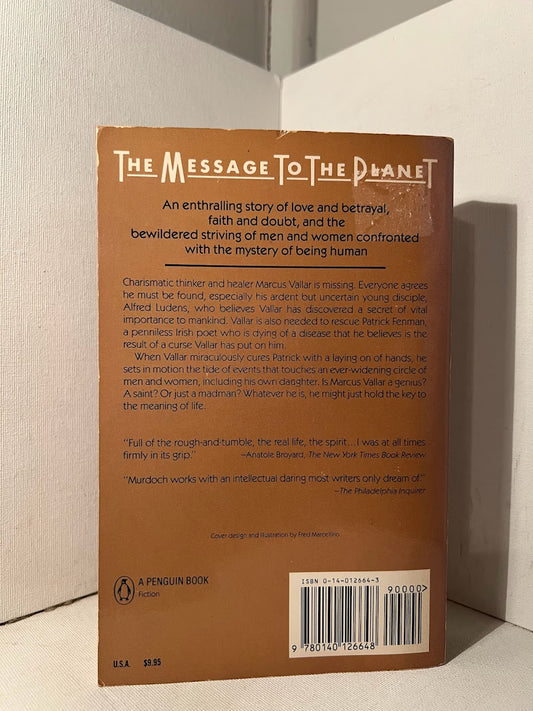 THE MESSAGE TO THE PLANET
An enthralling story of love and betrayal,
faith and doubt, and the
bewildered striving of men and women confronted
with the mystery of being human
Charismatic thinker and healer Marcus Vallar is missing. Everyone agrees
he must be found, especially his ardent but uncertain young disciple,
Alfred Ludens, who believes Vallar has discovered a secret of vital
importance to mankind. Vallar is also needed to rescue Patrick Fenman,
a penniless Irish poet who is dying of a disease that he believes is the
result of a curse Vallar has put on him.
When Vallar miraculously cures Patrick with a laying on of hands, he
sets in motion the tide of events that touches an ever-widening circle of
men and women, including his own daughter. Is Marcus Vallar a genius?
A saint? Or just a madman? Whatever he is, he might just hold the key to
the meaning of life.
"Full of the rough-and-tumble, the real life, the spirit...I was at all times
firmly in its grip."
—Anatole Broyard, The New York Times Book Review
"Murdoch works with an intellectual daring most writers only dream of."
—The Philadelphia Inquirer
Cover design and illustration by Fred Marcellino
A PENGUIN BOOK
Fiction
ISBN 0-14-012664-3
90000>
9 780140 126648
U.S.A. $9.95